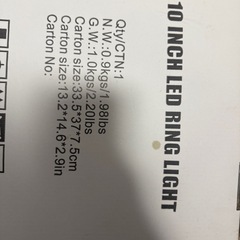 10 INCH LED RING LIGHT
Qty/CTN:1
N.W.:0.9kgs/1.98lbs
G.W.:1.0kgs/2.20lbs
Carton size:33.5*37*7.5cm
Carton size:13.2*14.6*2.9in
Carton No: